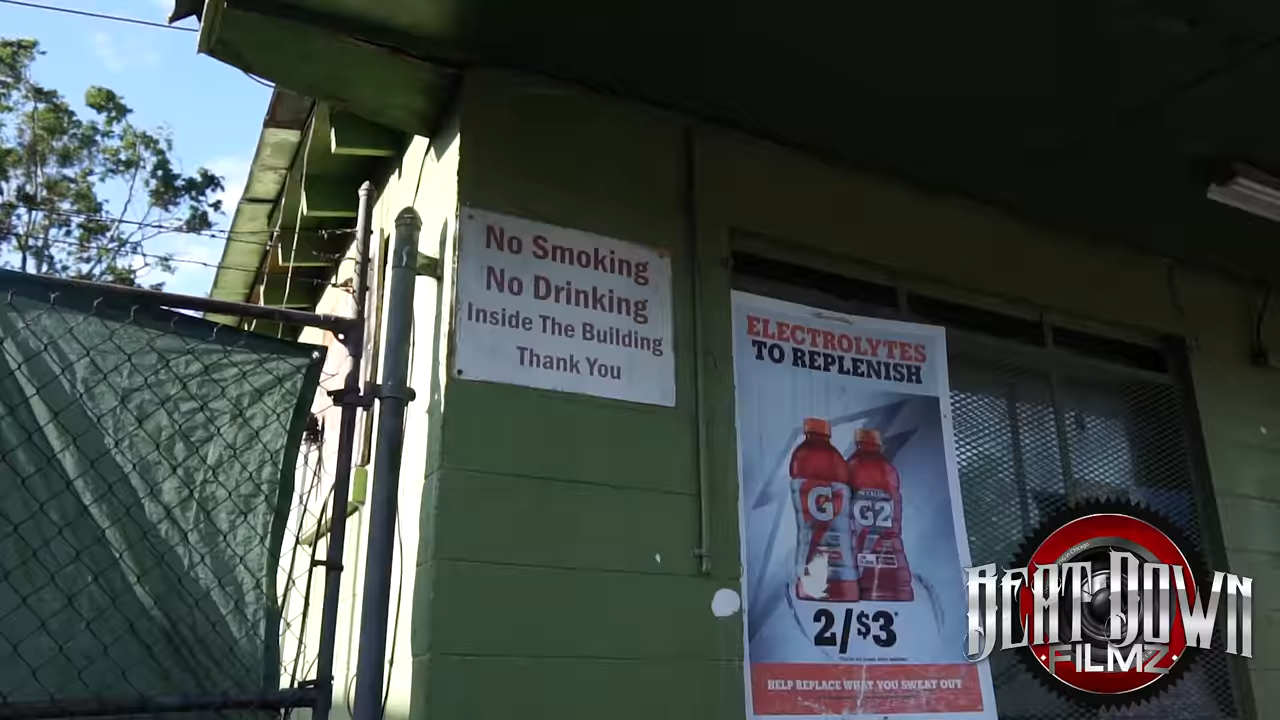 No Smoking
No Drinking
Inside The Building
Thank You
ELECTROLYTES
TO REPLENISH
G
G2
2/$3*
HELP REPLACE WHAT YOU SWEAT OUT
BEAT DOWN
FILMZ